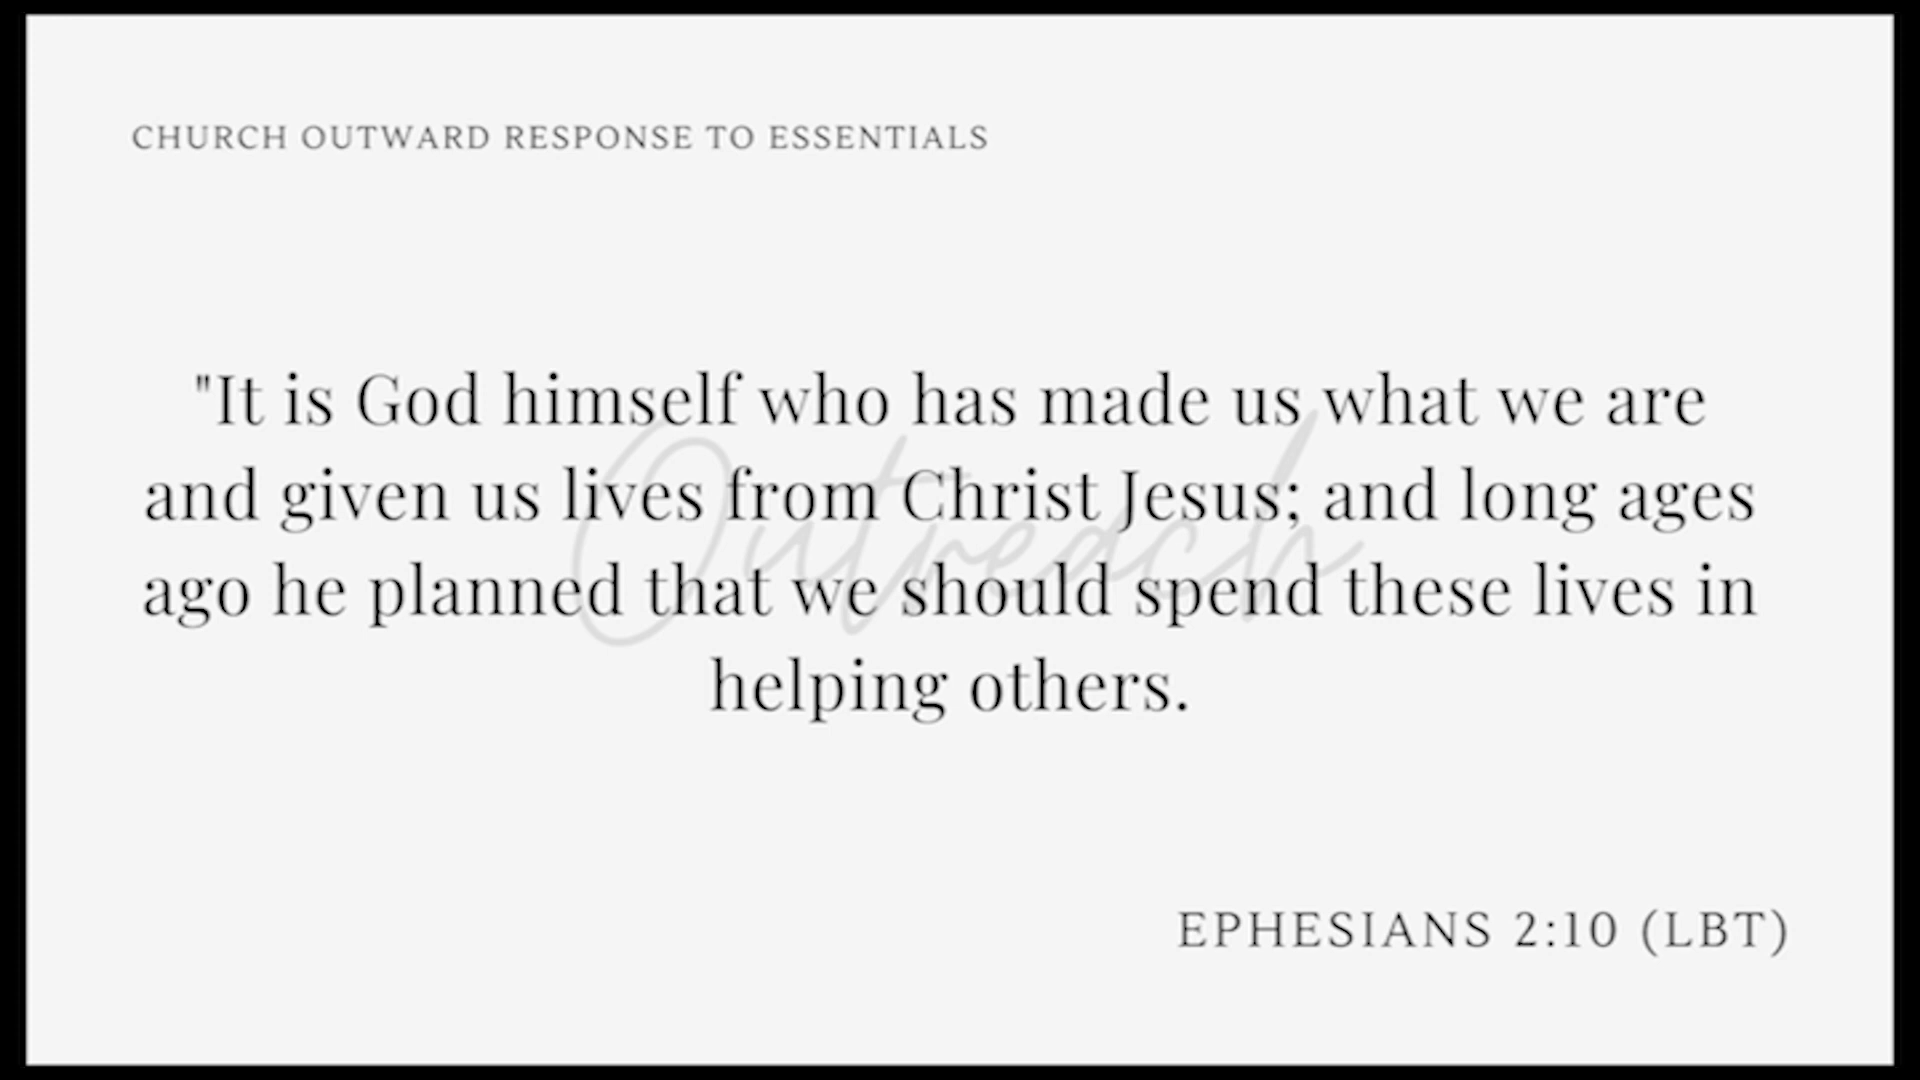 CHURCH OUTWARD RESPONSE TO ESSENTIALS
"It is God himself who has made us what we are
and given us lives from Christ Jesus; and long ages
ago he planned that we should spend these lives in
helping others.
Outreach
EPHESIANS 2:10 (LBT)